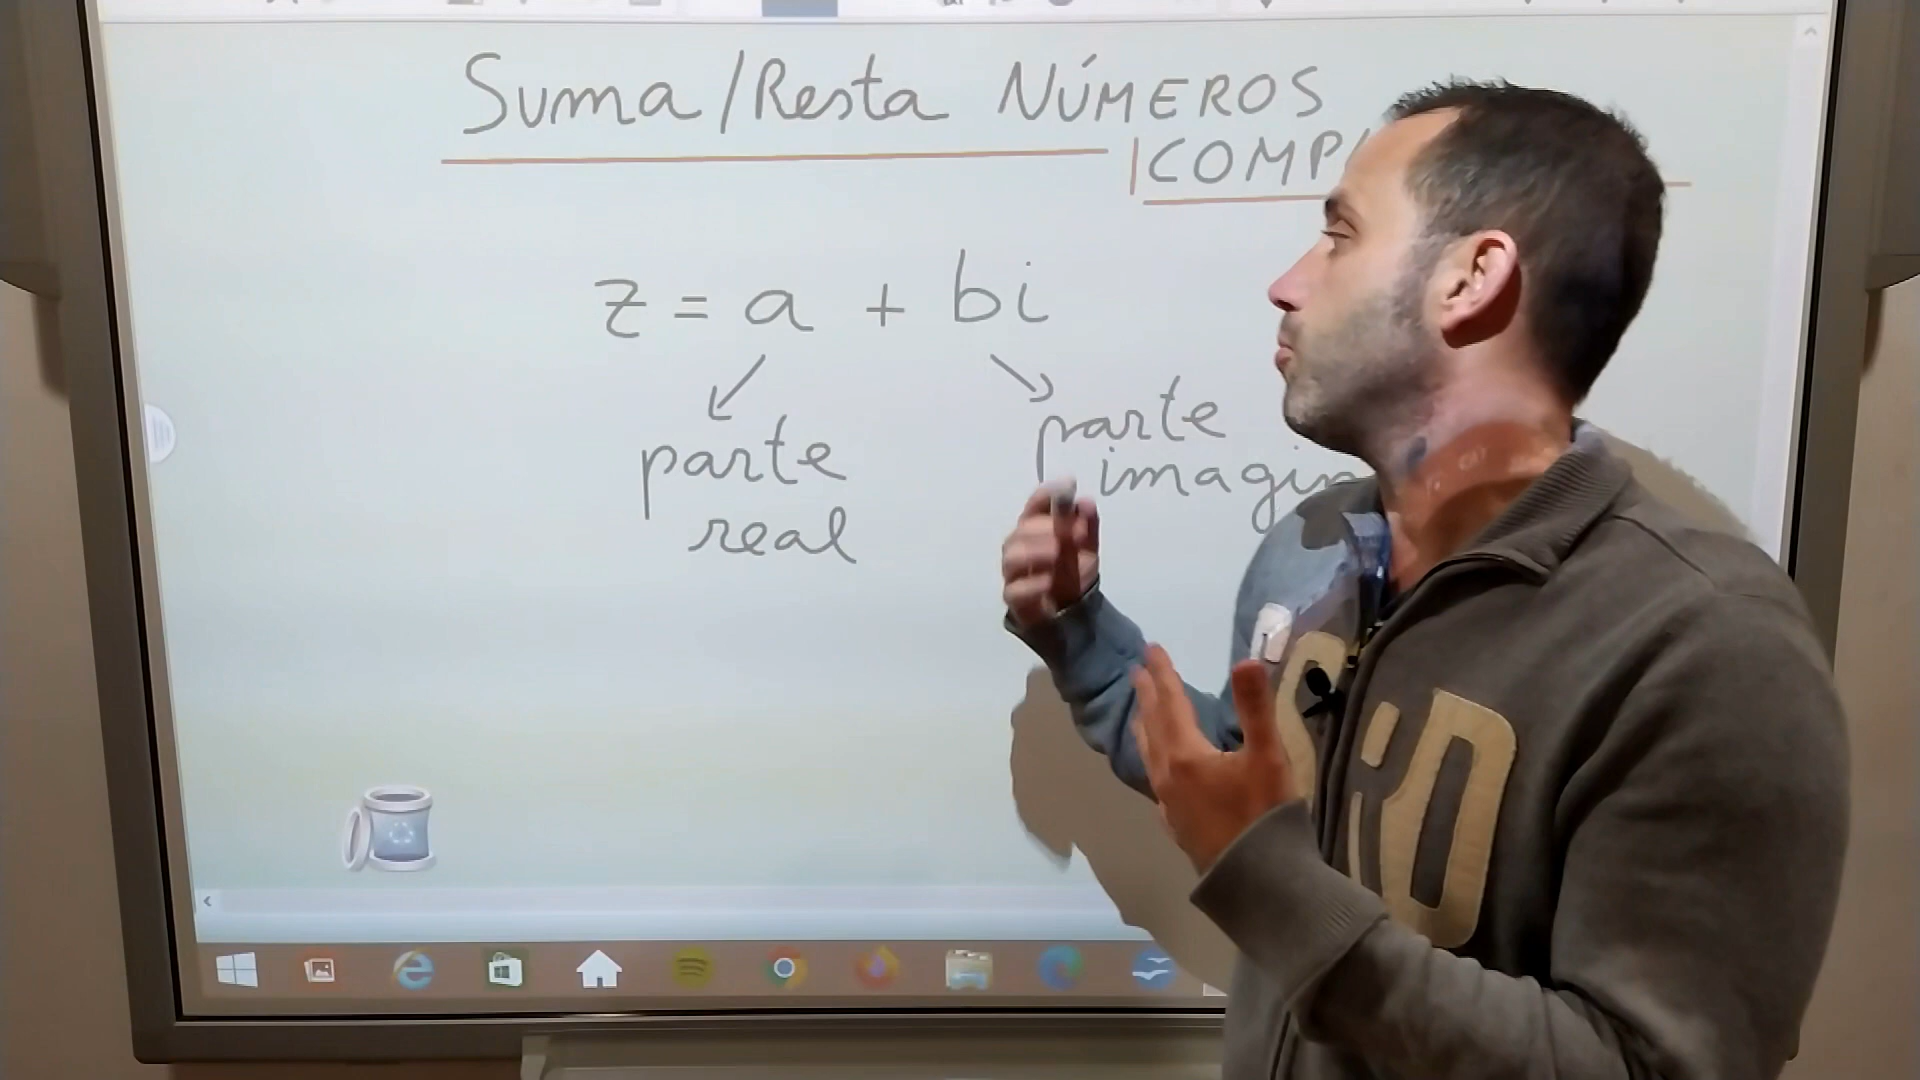 Suma/Resta NÚMEROS
z = a + bi
parte
real
parte